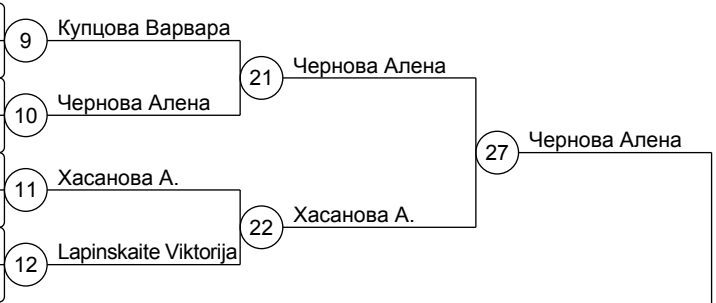 9 Купцова Варвара
21 Чернова Алена
10 Чернова Алена
27 Чернова Алена
11 Хасанова А.
22 Хасанова А.
12 Lapinskaite Viktorija